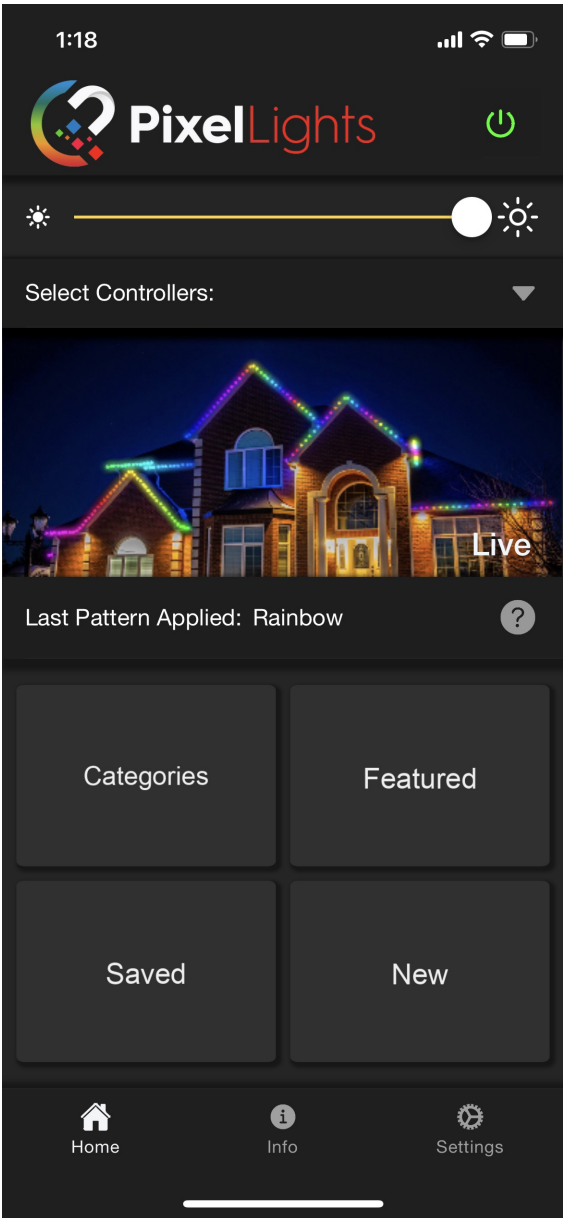 1:18
PixelLights
Select Controllers:
Live
Last Pattern Applied: Rainbow
?
Categories
Featured
Saved
New
Home
Info
Settings